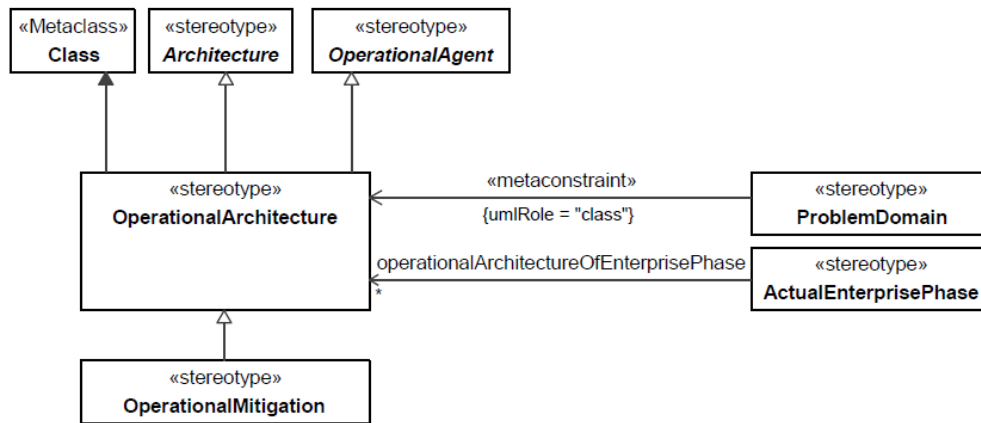 «Metaclass»
Class
«stereotype»
Architecture
«stereotype»
OperationalAgent
«stereotype»
OperationalArchitecture
«metaconstraint»
{umlRole = "class"}
«stereotype»
ProblemDomain
operationalArchitectureOfEnterprisePhase
*
«stereotype»
ActualEnterprisePhase
«stereotype»
OperationalMitigation